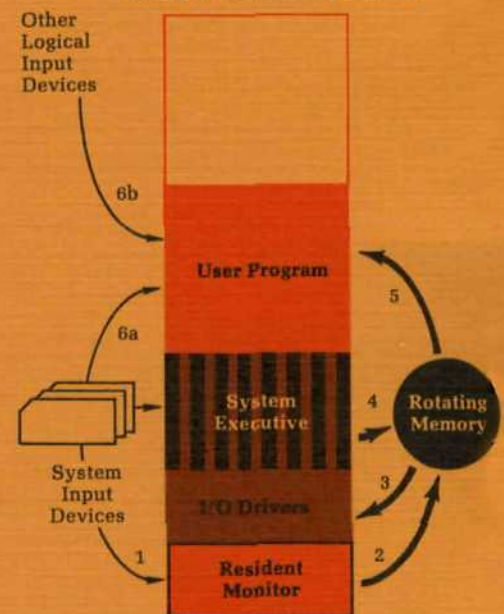 Other
Logical
Input
Devices
6b
User Program
5
6a
System
Executive
4
Rotating
Memory
3
System
Input
Devices
I/O Drivers
1
2
Resident
Monitor